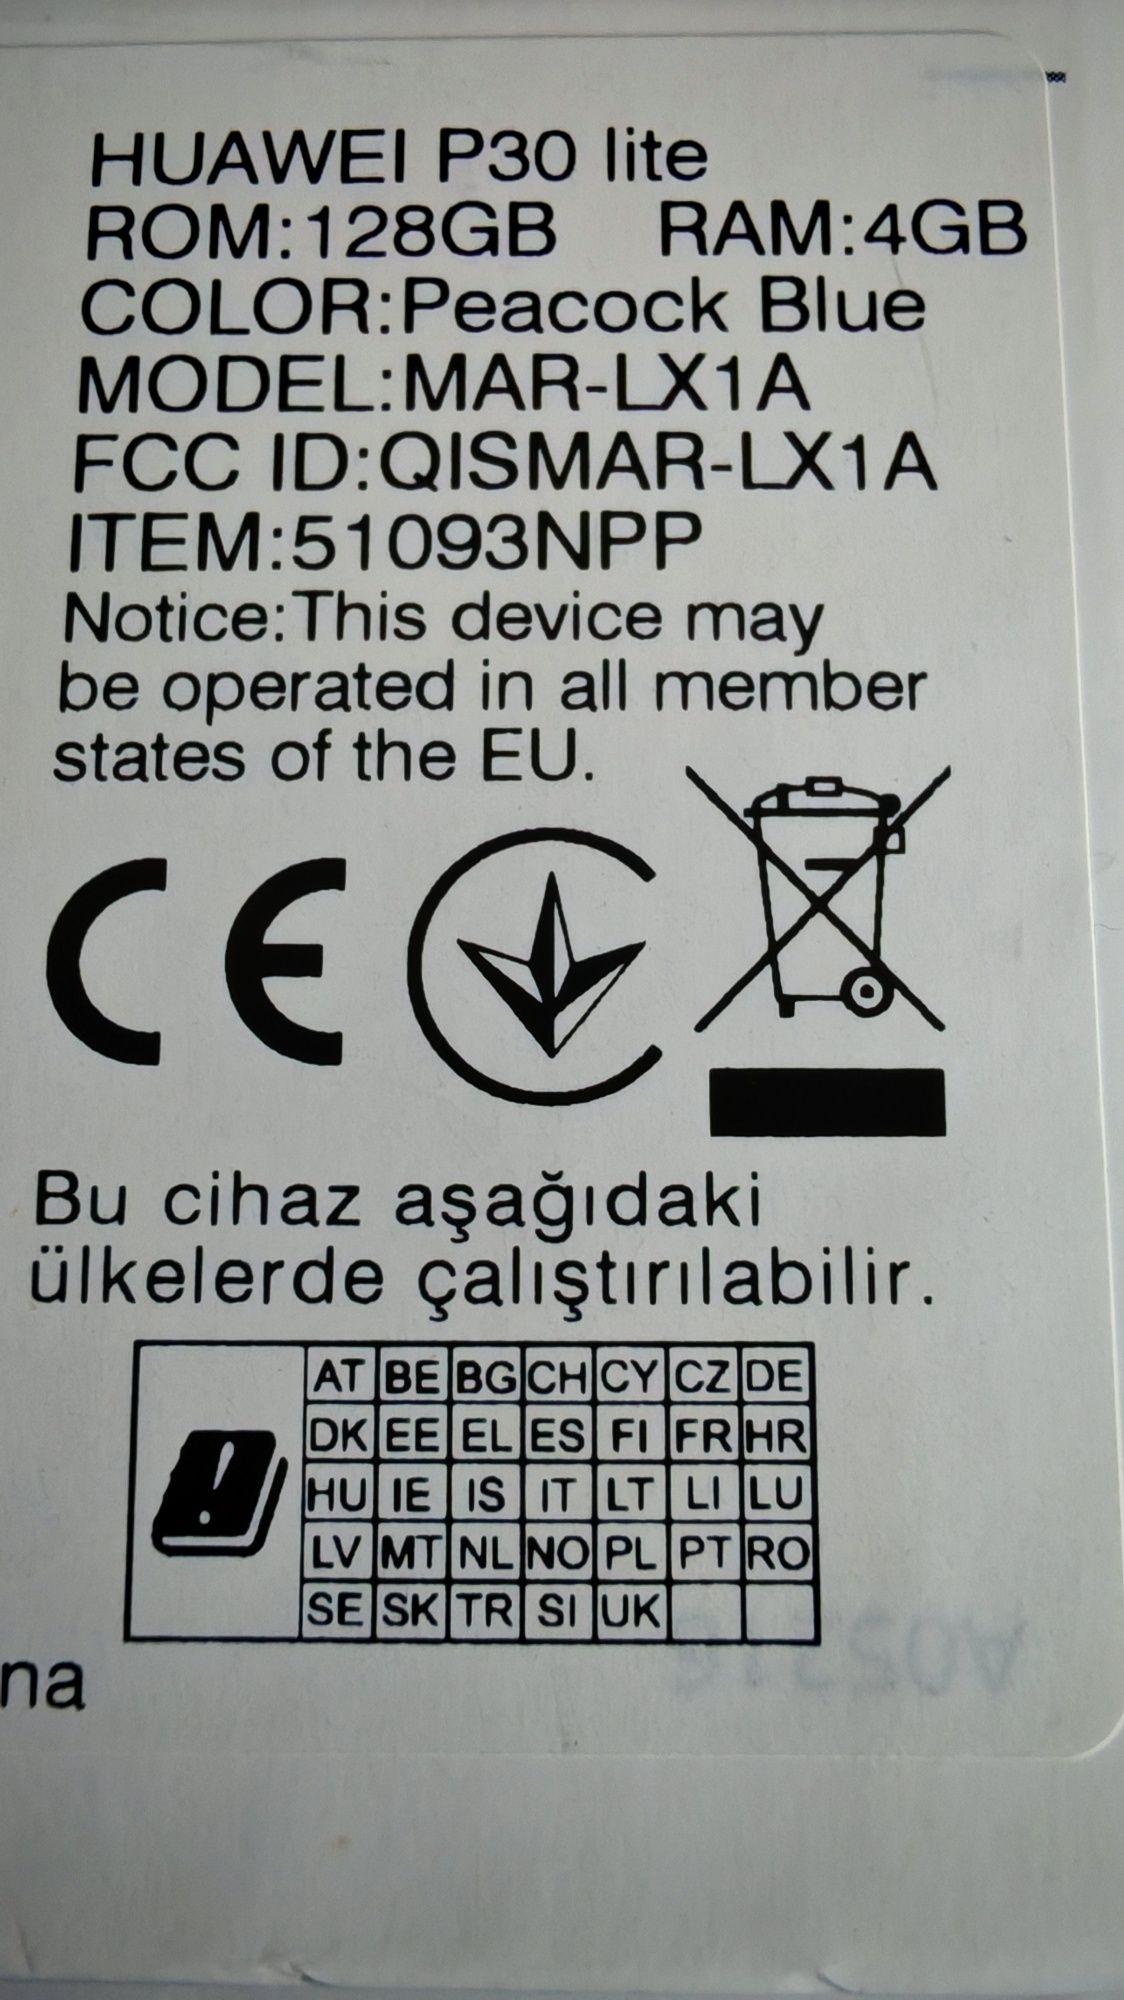 HUAWEI P30 lite
ROM:128GB RAM:4GB
COLOR:Peacock Blue
MODEL:MAR-LX1A
FCC ID:QISMAR-LX1A
ITEM:51093NPP
Notice:This device may
be operated in all member
states of the EU.
CE
Bu cihaz aşağıdaki
ülkelerde çalıştırılabilir.
AT BE BG CH CY CZ DE
DK EE EL ES FI FR HR
HU IE IS IT LT LI LU
LV MT NL NO PL PT RO
SE SK TR SI UK
na